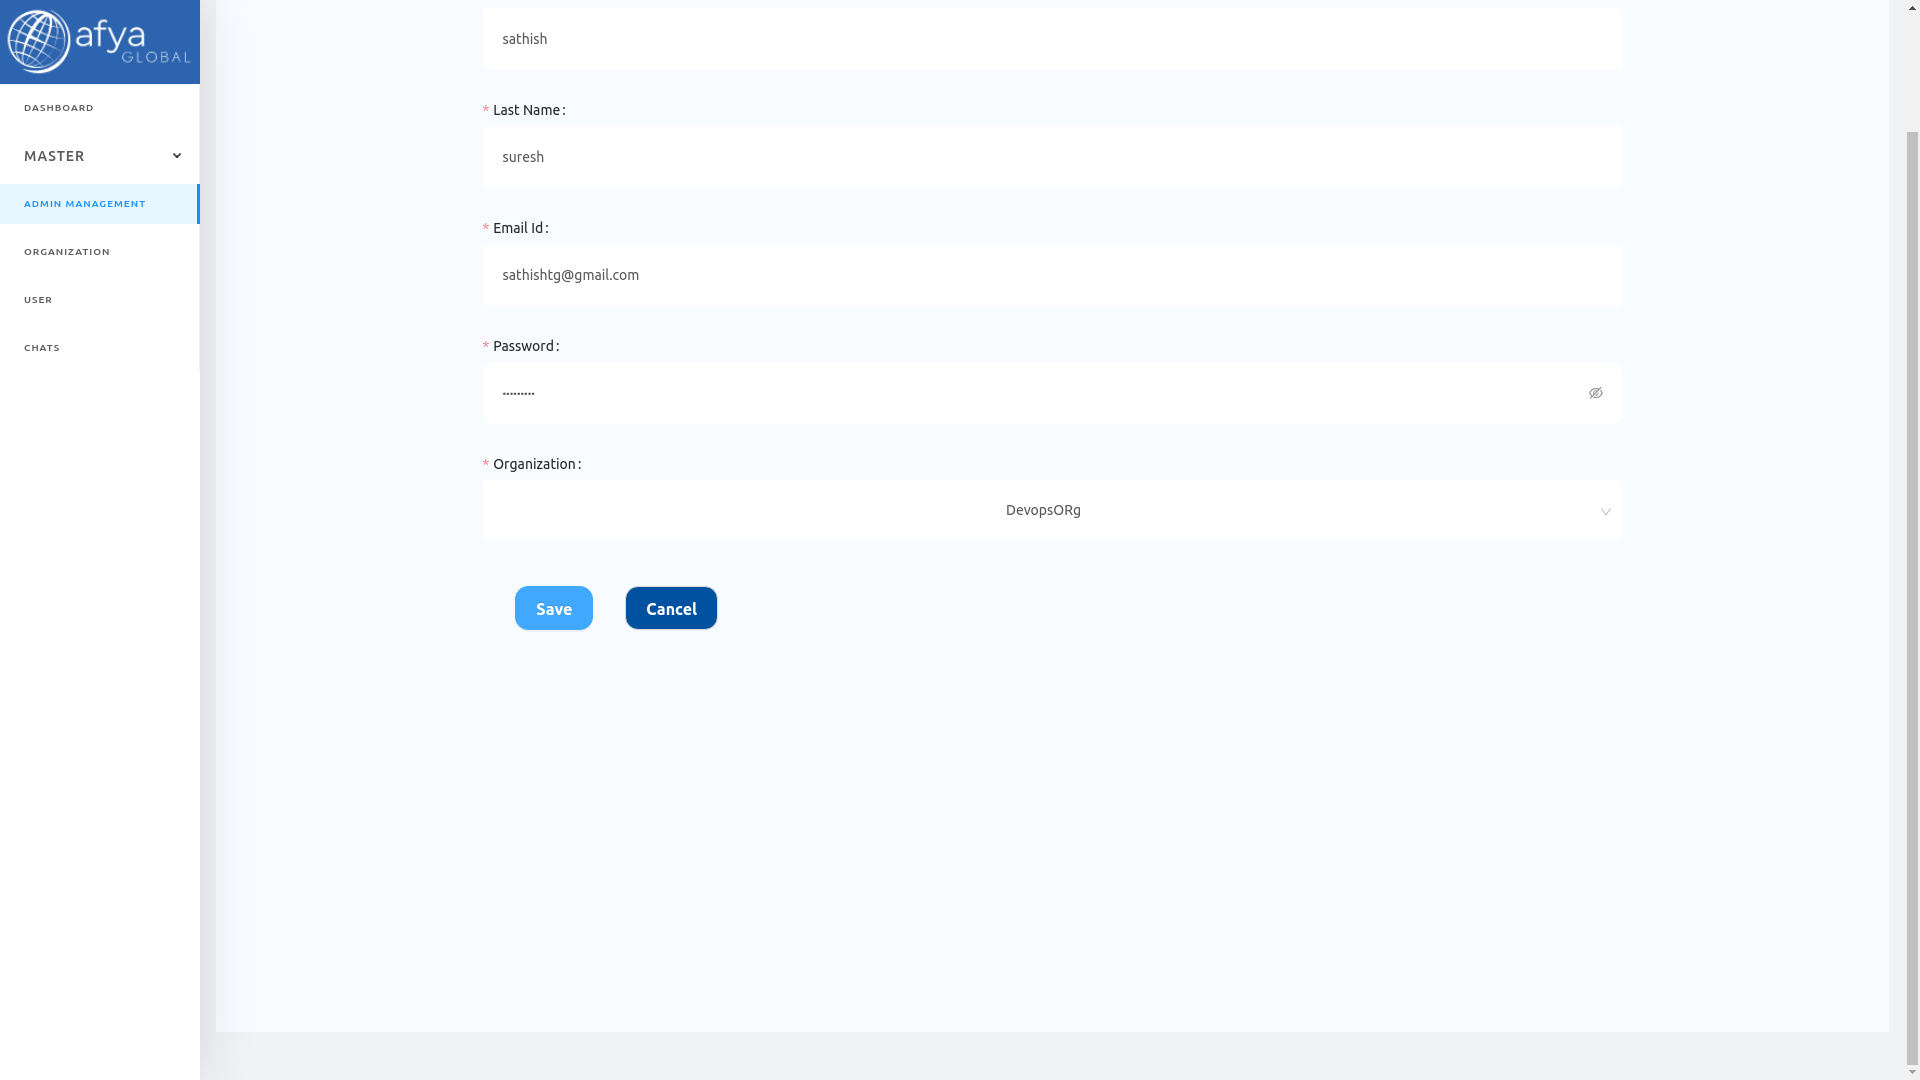 afya
GLOBAL
DASHBOARD
MASTER
ADMIN MANAGEMENT
ORGANIZATION
USER
CHATS
sathish
* Last Name :
suresh
* Email Id :
sathishtg@gmail.com
* Password :
•••••••••
* Organization :
DevopsORg
Save
Cancel